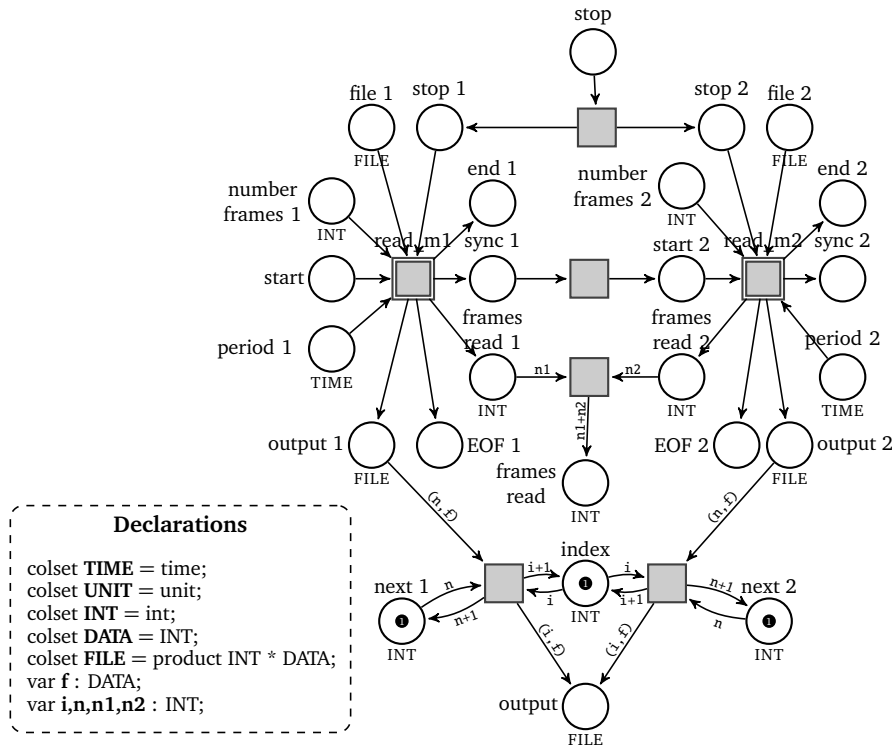 stop
file 1
stop 1
stop 2
file 2
FILE
FILE
number
frames 1
end 1
number
frames 2
end 2
INT
INT
read_m1
sync 1
start 2
read_m2
sync 2
start
frames
read 1
frames
read 2
period 1
period 2
TIME
n1
n2
TIME
INT
INT
n1+n2
output 1
EOF 1
EOF 2
output 2
FILE
frames
read
FILE
INT
(n,f)
(n,f)
Declarations
colset TIME = time;
colset UNIT = unit;
colset INT = int;
colset DATA = INT;
colset FILE = product INT * DATA;
var f : DATA;
var i,n,n1,n2 : INT;
index
next 1
n
i+1
i
n+1
next 2
1
1
1
n+1
i
i+1
n
INT
INT
INT
(i,f)
(i,f)
output
FILE